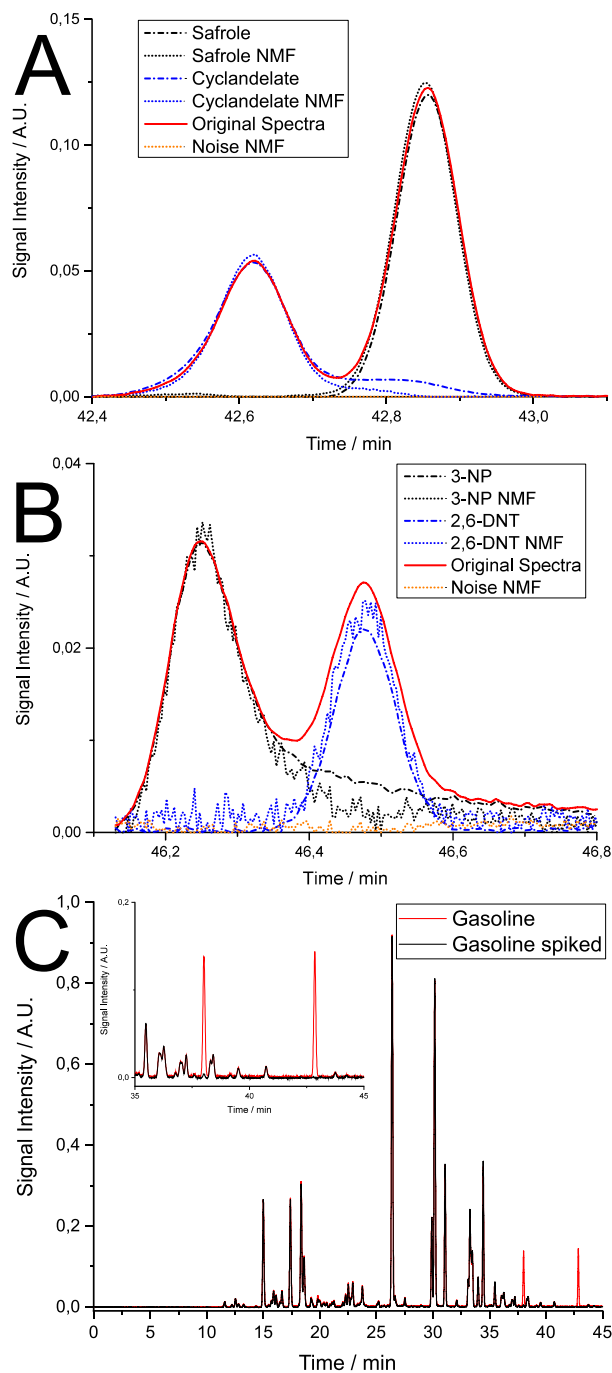 A
Safrole
Safrole NMF
Cyclandelate
Cyclandelate NMF
Original Spectra
Noise NMF
0,15
0,10
0,05
0,00
Signal Intensity / A.U.
42,4
42,6
42,8
43,0
Time / min
B
3-NP
3-NP NMF
2,6-DNT
2,6-DNT NMF
Original Spectra
Noise NMF
0,04
0,02
0,00
Signal Intensity / A.U.
46,2
46,4
46,6
46,8
Time / min
C
Gasoline
Gasoline spiked
0,2
0,0
Signal Intensity / A.U.
35
40
45
Time / min
1,0
0,8
0,6
0,4
0,2
0,0
Signal Intensity / A.U.
0
5
10
15
20
25
30
35
40
45
Time / min